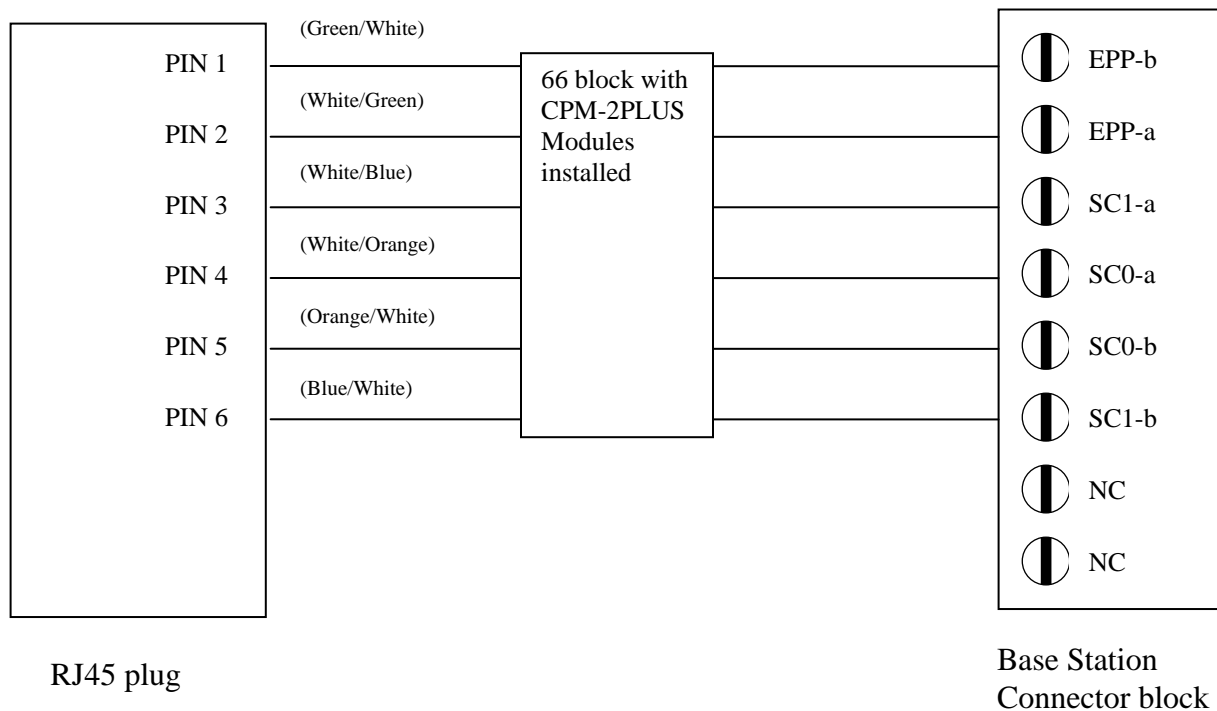 (Green/White)
PIN 1
EPP-b
(White/Green)
PIN 2
EPP-a
(White/Blue)
PIN 3
SC1-a
(White/Orange)
PIN 4
SC0-a
(Orange/White)
PIN 5
SC0-b
(Blue/White)
PIN 6
SC1-b
NC
NC
66 block with
CPM-2PLUS
Modules
installed
RJ45 plug
Base Station
Connector block